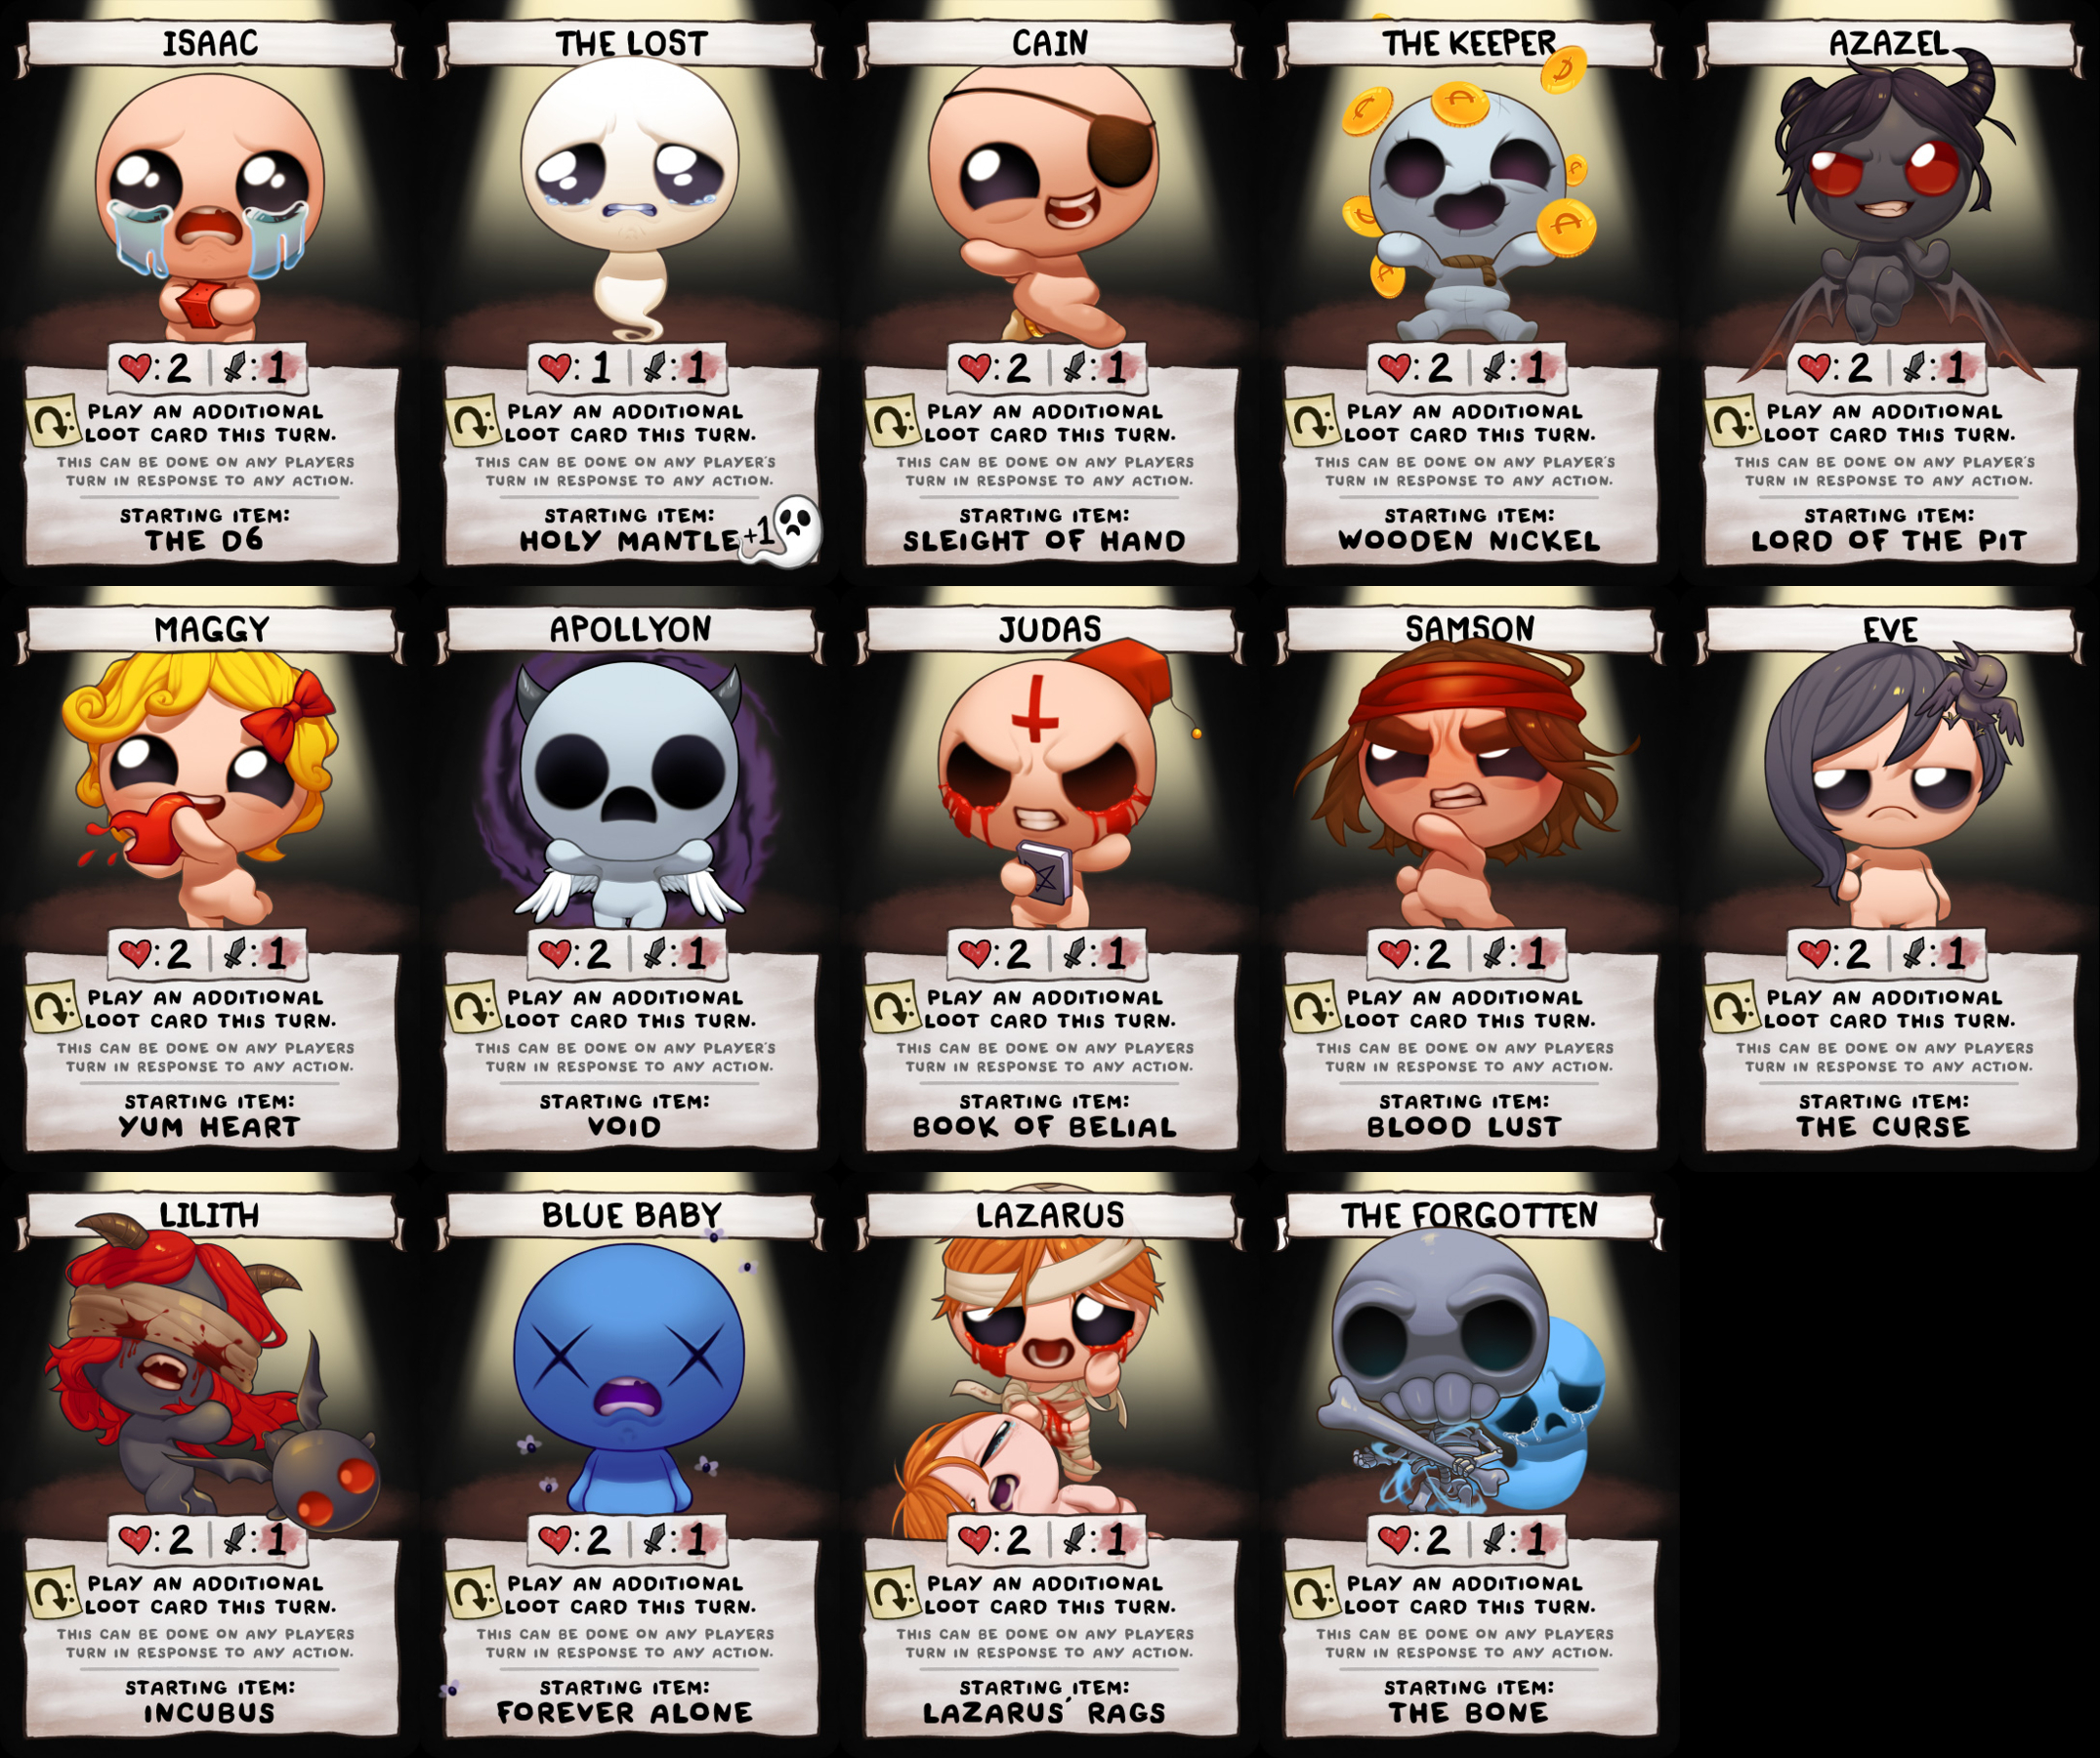 ISAAC
:2 | :1
PLAY AN ADDITIONAL
LOOT CARD THIS TURN.
THIS CAN BE DONE ON ANY PLAYERS
TURN IN RESPONSE TO ANY ACTION.
STARTING ITEM:
THE D6
THE LOST
:1 | :1
PLAY AN ADDITIONAL
LOOT CARD THIS TURN.
THIS CAN BE DONE ON ANY PLAYER'S
TURN IN RESPONSE TO ANY ACTION.
STARTING ITEM:
HOLY MANTLE
+1
CAIN
:2 | :1
PLAY AN ADDITIONAL
LOOT CARD THIS TURN.
THIS CAN BE DONE ON ANY PLAYERS
TURN IN RESPONSE TO ANY ACTION.
STARTING ITEM:
SLEIGHT OF HAND
THE KEEPER
:2 | :1
PLAY AN ADDITIONAL
LOOT CARD THIS TURN.
THIS CAN BE DONE ON ANY PLAYER'S
TURN IN RESPONSE TO ANY ACTION.
STARTING ITEM:
WOODEN NICKEL
AZAZEL
:2 | :1
PLAY AN ADDITIONAL
LOOT CARD THIS TURN.
THIS CAN BE DONE ON ANY PLAYER'S
TURN IN RESPONSE TO ANY ACTION.
STARTING ITEM:
LORD OF THE PIT
MAGGY
:2 | :1
PLAY AN ADDITIONAL
LOOT CARD THIS TURN.
THIS CAN BE DONE ON ANY PLAYERS
TURN IN RESPONSE TO ANY ACTION.
STARTING ITEM:
YUM HEART
APOLLYON
:2 | :1
PLAY AN ADDITIONAL
LOOT CARD THIS TURN.
THIS CAN BE DONE ON ANY PLAYER'S
TURN IN RESPONSE TO ANY ACTION.
STARTING ITEM:
VOID
JUDAS
:2 | :1
PLAY AN ADDITIONAL
LOOT CARD THIS TURN.
THIS CAN BE DONE ON ANY PLAYERS
TURN IN RESPONSE TO ANY ACTION.
STARTING ITEM:
BOOK OF BELIAL
SAMSON
:2 | :1
PLAY AN ADDITIONAL
LOOT CARD THIS TURN.
THIS CAN BE DONE ON ANY PLAYERS
TURN IN RESPONSE TO ANY ACTION.
STARTING ITEM:
BLOOD LUST
EVE
:2 | :1
PLAY AN ADDITIONAL
LOOT CARD THIS TURN.
THIS CAN BE DONE ON ANY PLAYERS
TURN IN RESPONSE TO ANY ACTION.
STARTING ITEM:
THE CURSE
LILITH
:2 | :1
PLAY AN ADDITIONAL
LOOT CARD THIS TURN.
THIS CAN BE DONE ON ANY PLAYERS
TURN IN RESPONSE TO ANY ACTION.
STARTING ITEM:
INCUBUS
BLUE BABY
:2 | :1
PLAY AN ADDITIONAL
LOOT CARD THIS TURN.
THIS CAN BE DONE ON ANY PLAYERS
TURN IN RESPONSE TO ANY ACTION.
STARTING ITEM:
FOREVER ALONE
LAZARUS
:2 | :1
PLAY AN ADDITIONAL
LOOT CARD THIS TURN.
THIS CAN BE DONE ON ANY PLAYERS
TURN IN RESPONSE TO ANY ACTION.
STARTING ITEM:
LAZARUS' RAGS
THE FORGOTTEN
:2 | :1
PLAY AN ADDITIONAL
LOOT CARD THIS TURN.
THIS CAN BE DONE ON ANY PLAYERS
TURN IN RESPONSE TO ANY ACTION.
STARTING ITEM:
THE BONE